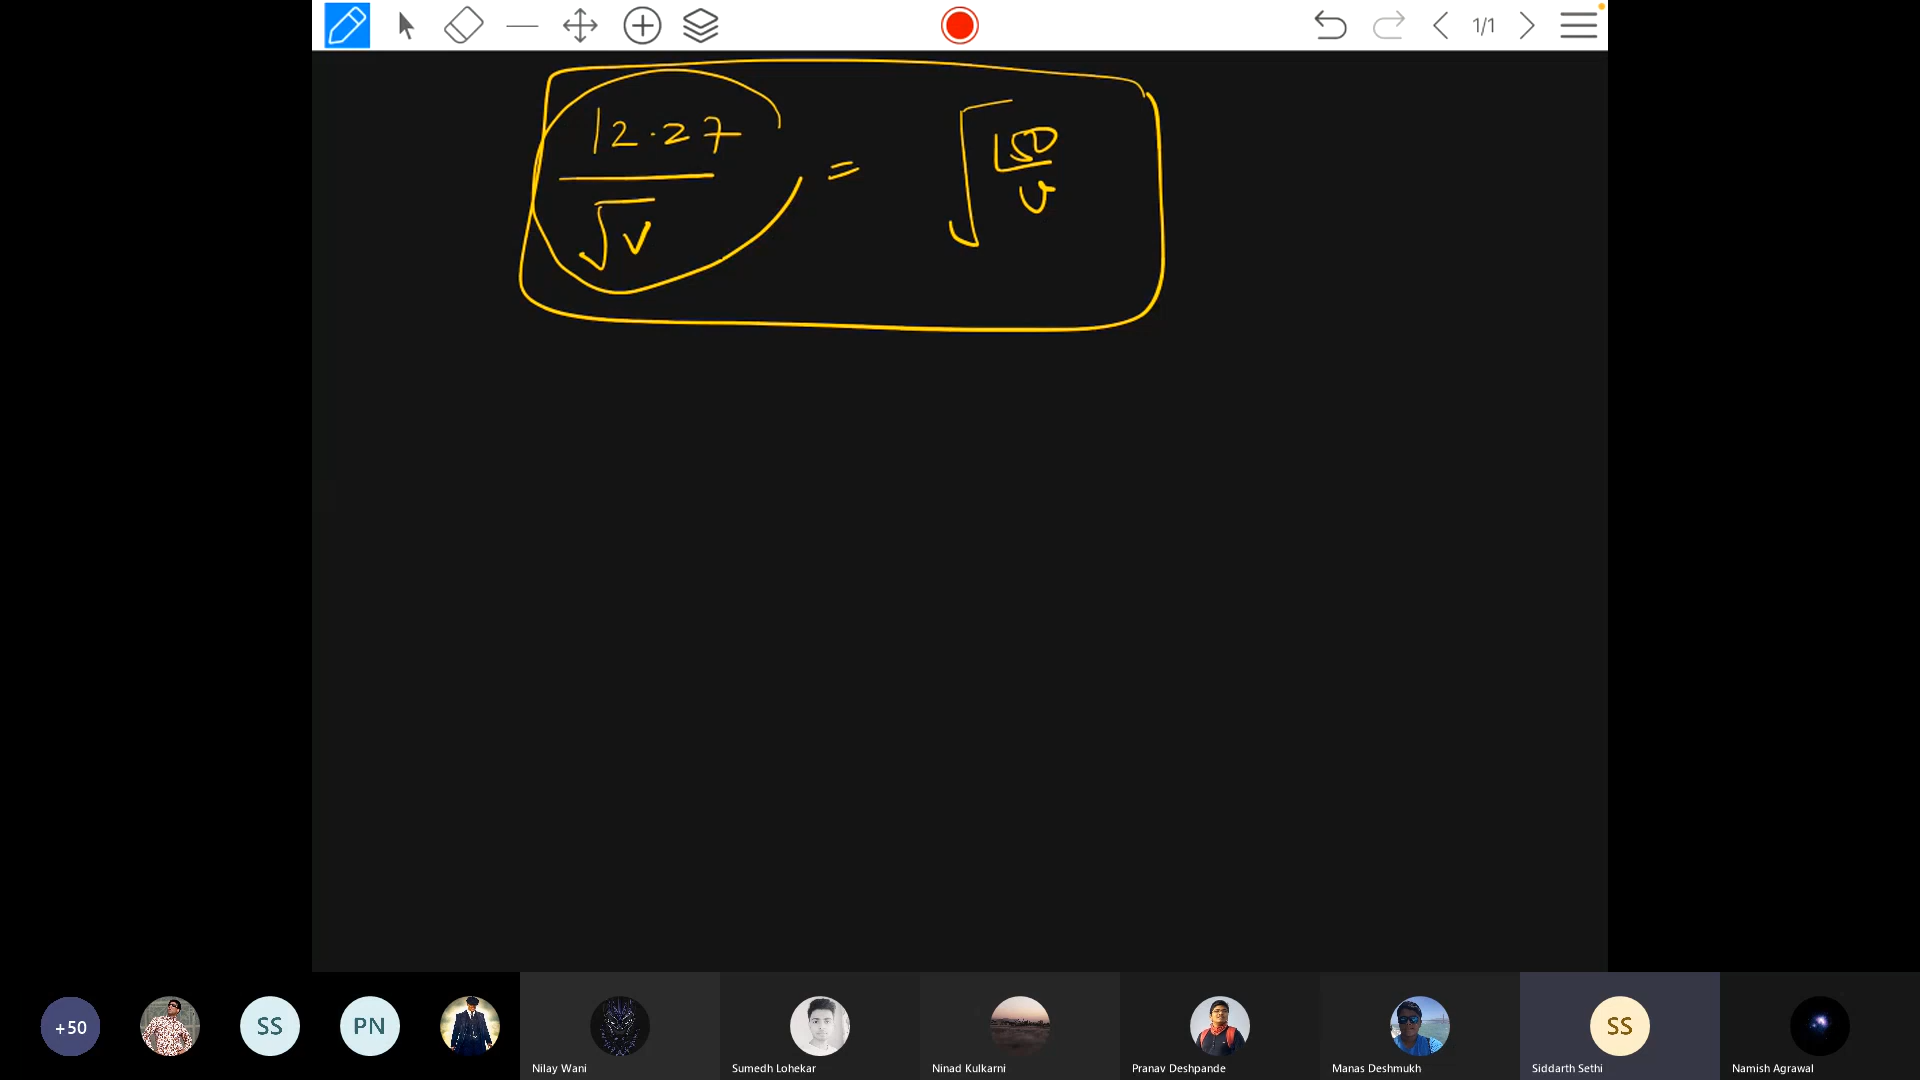 1/1
12.27 / √V = √(150 / V)
+50
SS
PN
SS
Nilay Wani
Sumedh Lohekar
Ninad Kulkarni
Pranav Deshpande
Manas Deshmukh
Siddarth Sethi
Namish Agrawal